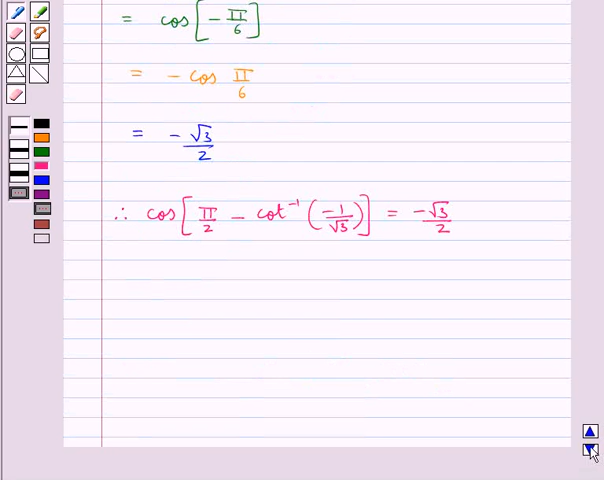 = cos[-π/6]
= - cos π/6
= - √3/2
∴ cos[π/2 - cot⁻¹(-1/√3)] = -√3/2